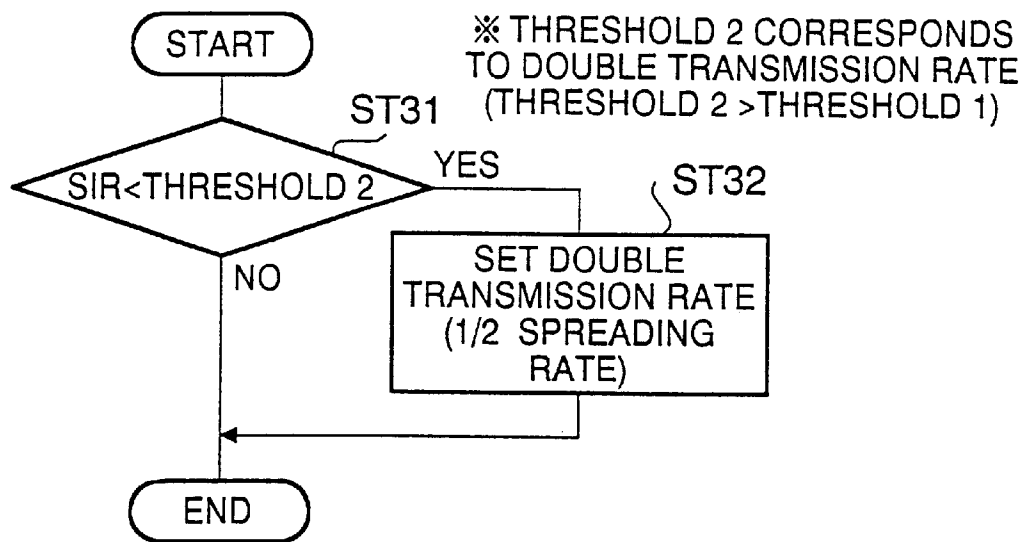 START
※ THRESHOLD 2 CORRESPONDS
TO DOUBLE TRANSMISSION RATE
(THRESHOLD 2 >THRESHOLD 1)
ST31
SIR<THRESHOLD 2
YES
ST32
NO
SET DOUBLE
TRANSMISSION RATE
(1/2 SPREADING
RATE)
END